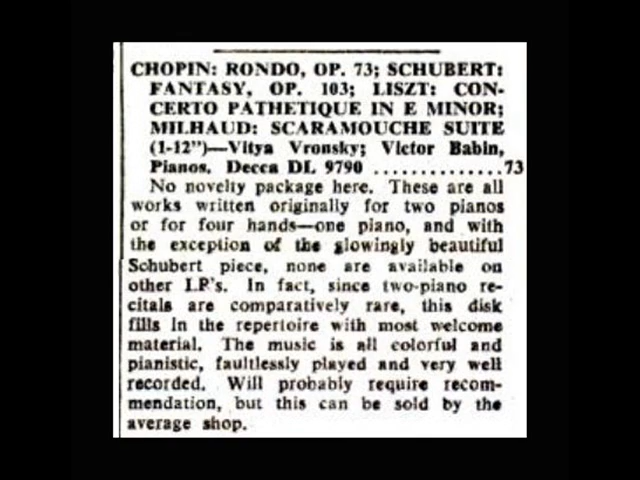 CHOPIN: RONDO, OP. 73; SCHUBERT:
FANTASY, OP. 103; LISZT: CON-
CERTO PATHETIQUE IN E MINOR;
MILHAUD: SCARAMOUCHE SUITE
(1-12")—Vitya Vronsky; Victor Babin,
Pianos. Decca DL 9790 ..............73
No novelty package here. These are all
works written originally for two pianos
or for four hands—one piano, and with
the exception of the glowingly beautiful
Schubert piece, none are available on
other LP's. In fact, since two-piano re-
citals are comparatively rare, this disk
fills in the repertoire with most welcome
material. The music is all colorful and
pianistic, faultlessly played and very well
recorded. Will probably require recom-
mendation, but this can be sold by the
average shop.